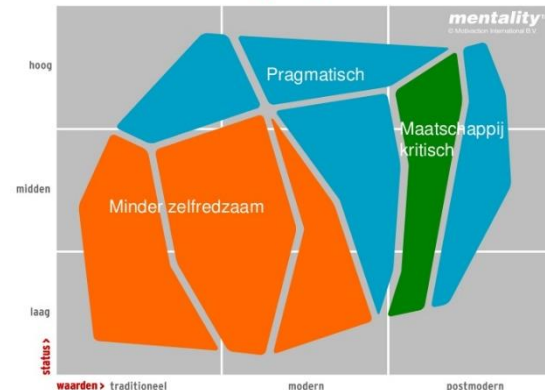 mentality
© Motivaction International B.V.
hoog
Pragmatisch
Maatschappij
kritisch
midden
Minder zelfredzaam
laag
status >
waarden > traditioneel modern postmodern